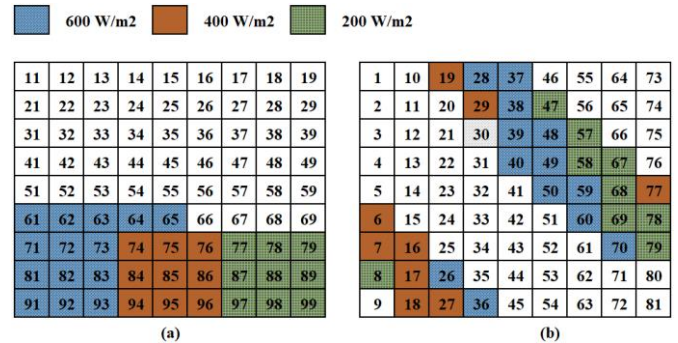 600 W/m2 400 W/m2 200 W/m2
11 12 13 14 15 16 17 18 19
21 22 23 24 25 26 27 28 29
31 32 33 34 35 36 37 38 39
41 42 43 44 45 46 47 48 49
51 52 53 54 55 56 57 58 59
61 62 63 64 65 66 67 68 69
71 72 73 74 75 76 77 78 79
81 82 83 84 85 86 87 88 89
91 92 93 94 95 96 97 98 99
(a)
1 10 19 28 37 46 55 64 73
2 11 20 29 38 47 56 65 74
3 12 21 30 39 48 57 66 75
4 13 22 31 40 49 58 67 76
5 14 23 32 41 50 59 68 77
6 15 24 33 42 51 60 69 78
7 16 25 34 43 52 61 70 79
8 17 26 35 44 53 62 71 80
9 18 27 36 45 54 63 72 81
(b)